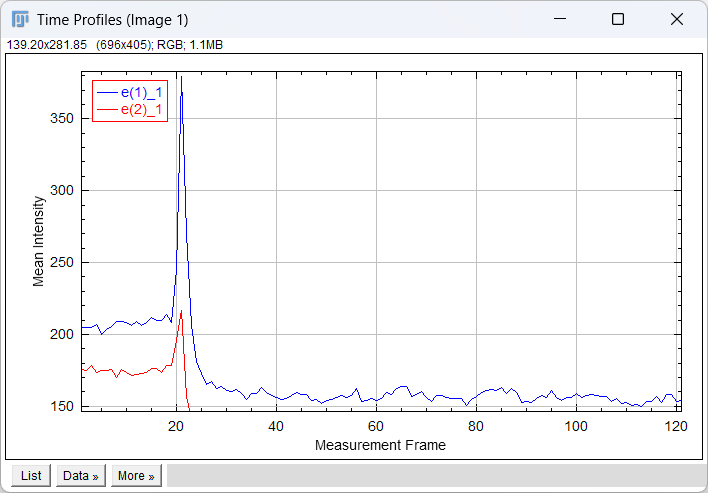 Time Profiles (Image 1)
139.20x281.85 (696x405); RGB; 1.1MB
e(1)_1
e(2)_1
350
300
250
200
150
Mean Intensity
20 40 60 80 100 120
Measurement Frame
List Data » More »